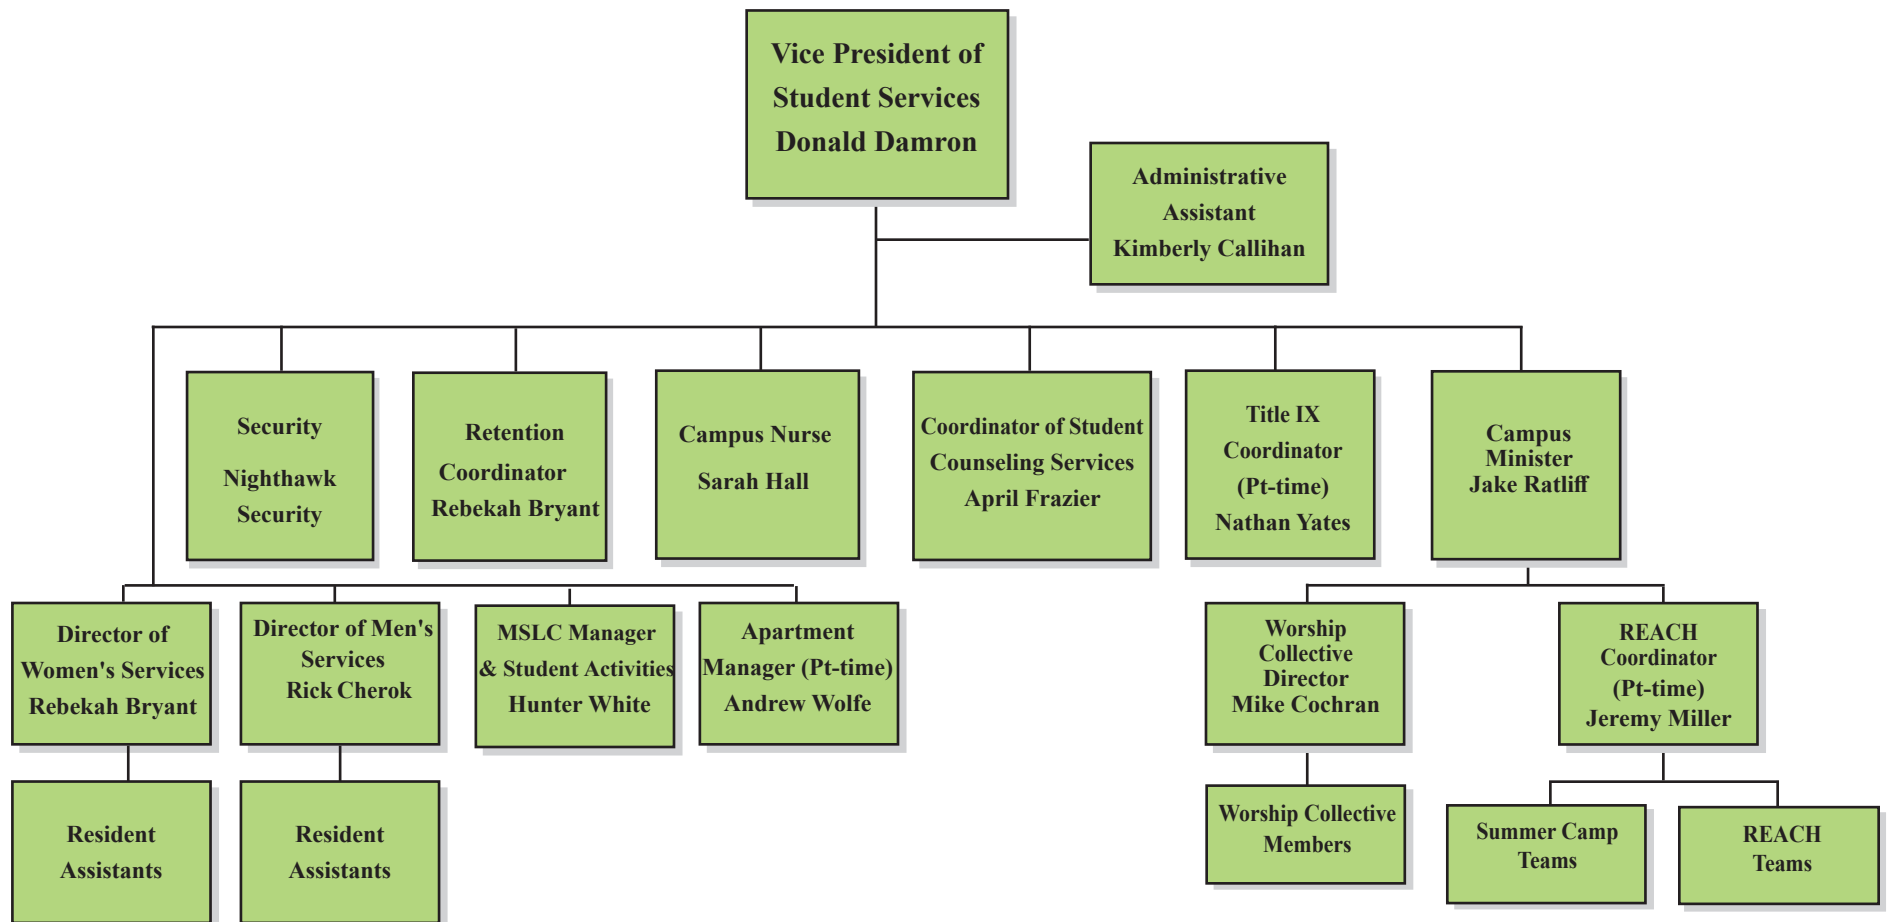 Vice President of
Student Services
Donald Damron
Administrative
Assistant
Kimberly Callihan
Security
Nighthawk
Security
Retention
Coordinator
Rebekah Bryant
Campus Nurse
Sarah Hall
Coordinator of Student
Counseling Services
April Frazier
Title IX
Coordinator
(Pt-time)
Nathan Yates
Campus
Minister
Jake Ratliff
Director of
Women's Services
Rebekah Bryant
Director of Men's
Services
Rick Cherok
MSLC Manager
& Student Activities
Hunter White
Apartment
Manager (Pt-time)
Andrew Wolfe
Worship
Collective
Director
Mike Cochran
REACH
Coordinator
(Pt-time)
Jeremy Miller
Resident
Assistants
Resident
Assistants
Worship Collective
Members
Summer Camp
Teams
REACH
Teams